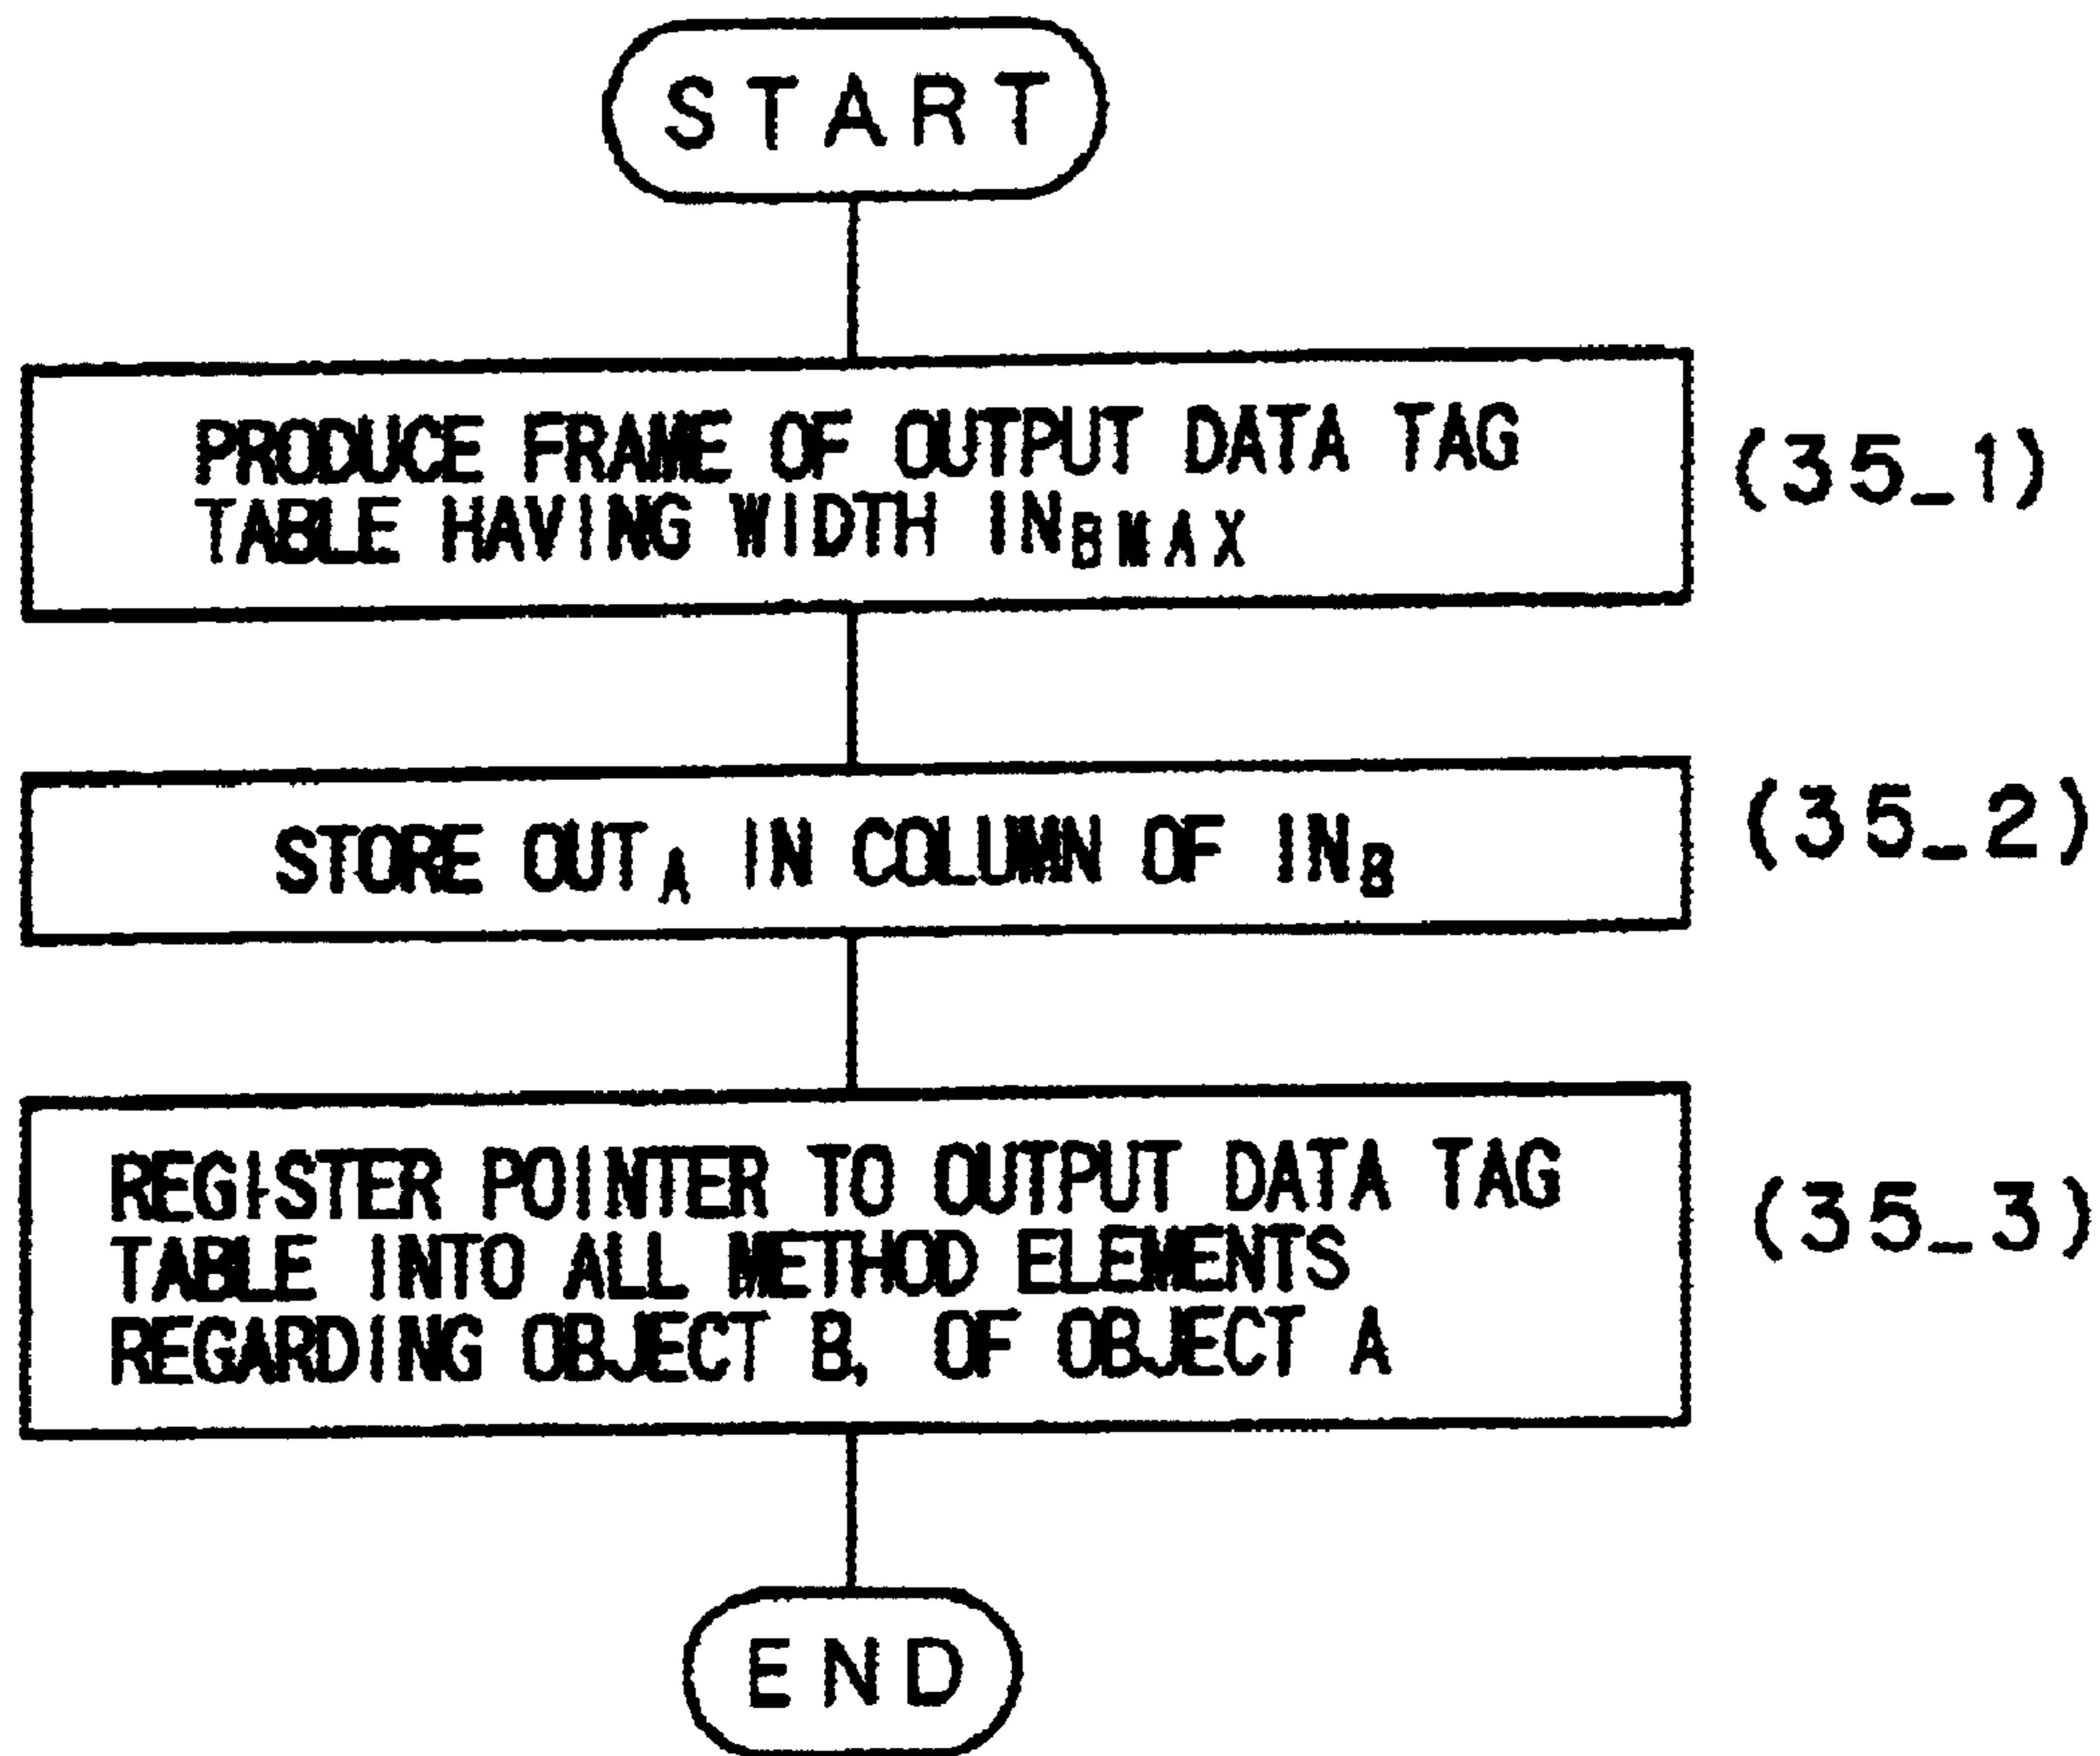 START
PRODUCE FRAME OF OUTPUT DATA TAG
TABLE HAVING WIDTH INBMAX
(35_1)
STORE OUTA IN COLUMN OF INB
(35_2)
REGISTER POINTER TO OUTPUT DATA TAG
TABLE INTO ALL METHOD ELEMENTS
REGARDING OBJECT B, OF OBJECT A
(35_3)
END